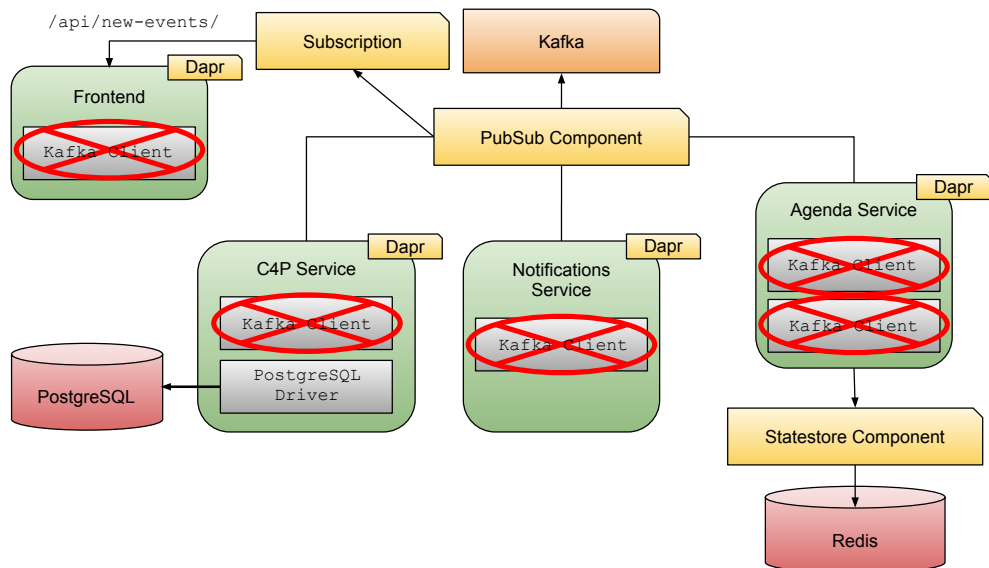 /api/new-events/
Subscription
Kafka
Dapr
Frontend
Kafka Client
PubSub Component
Dapr
Agenda Service
Kafka Client
Kafka Client
Dapr
C4P Service
Kafka Client
PostgreSQL
Driver
Dapr
Notifications
Service
Kafka Client
PostgreSQL
Statestore Component
Redis